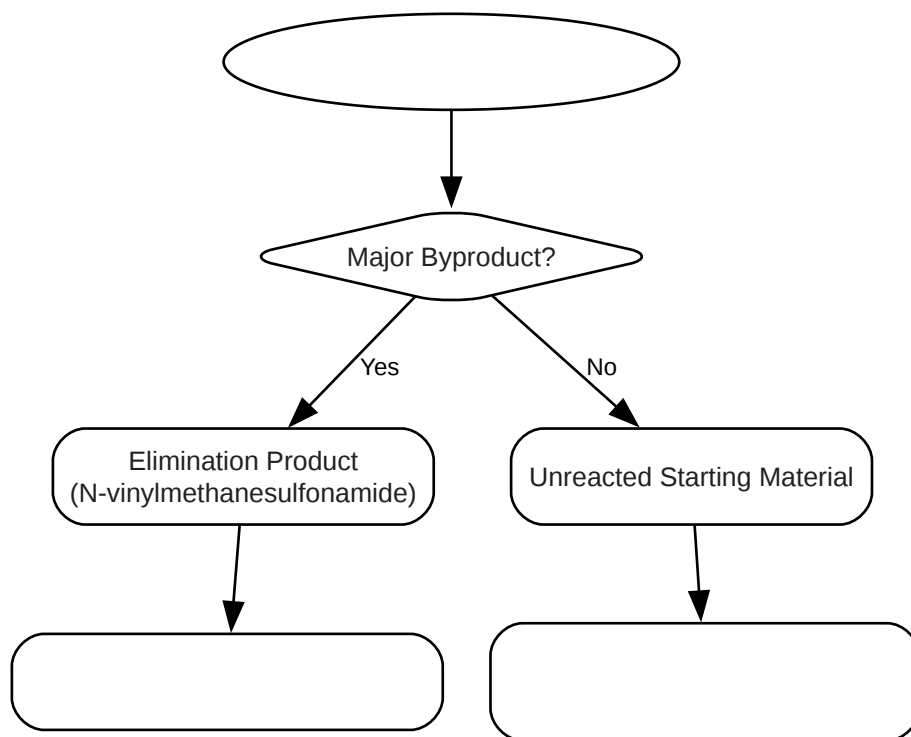 Major Byproduct?
Yes
No
Elimination Product
(N-vinylmethanesulfonamide)
Unreacted Starting Material